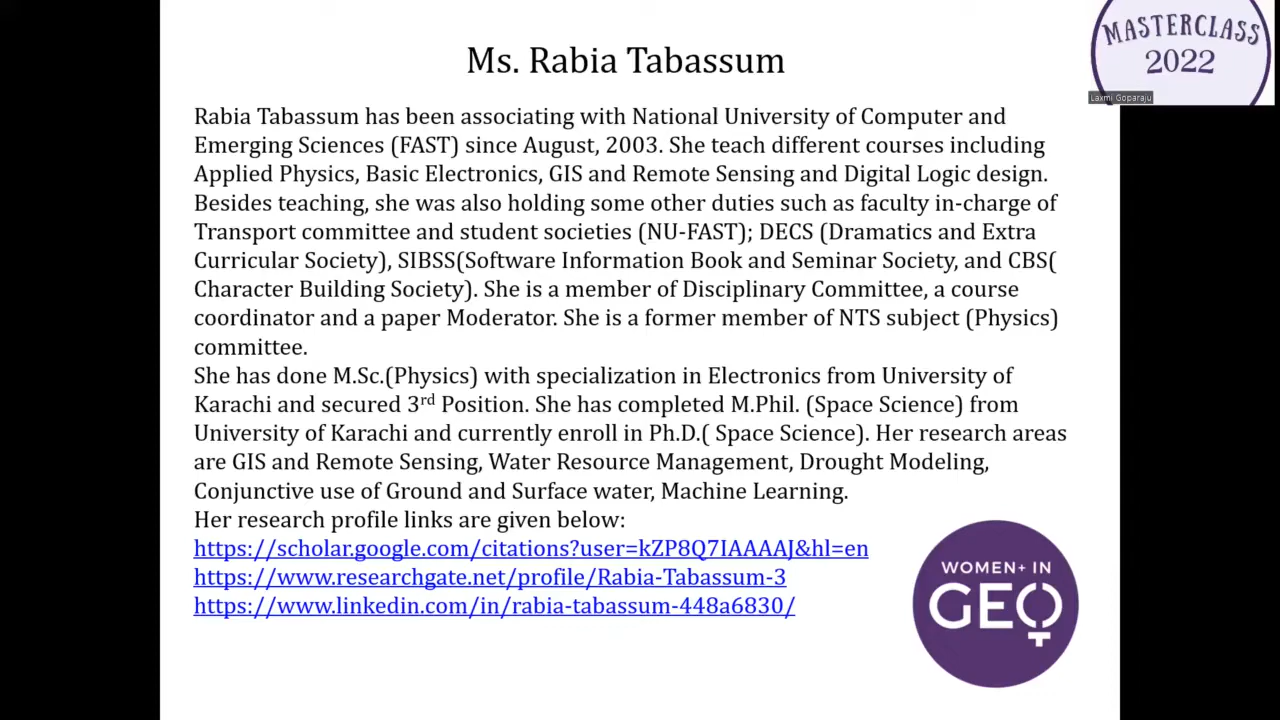 Ms. Rabia Tabassum
MASTERCLASS
2022
Laxmi Goparaju
Rabia Tabassum has been associating with National University of Computer and
Emerging Sciences (FAST) since August, 2003. She teach different courses including
Applied Physics, Basic Electronics, GIS and Remote Sensing and Digital Logic design.
Besides teaching, she was also holding some other duties such as faculty in-charge of
Transport committee and student societies (NU-FAST); DECS (Dramatics and Extra
Curricular Society), SIBSS(Software Information Book and Seminar Society, and CBS(
Character Building Society). She is a member of Disciplinary Committee, a course
coordinator and a paper Moderator. She is a former member of NTS subject (Physics)
committee.
She has done M.Sc.(Physics) with specialization in Electronics from University of
Karachi and secured 3rd Position. She has completed M.Phil. (Space Science) from
University of Karachi and currently enroll in Ph.D.( Space Science). Her research areas
are GIS and Remote Sensing, Water Resource Management, Drought Modeling,
Conjunctive use of Ground and Surface water, Machine Learning.
Her research profile links are given below:
https://scholar.google.com/citations?user=kZP8Q7IAAAAJ&hl=en
https://www.researchgate.net/profile/Rabia-Tabassum-3
https://www.linkedin.com/in/rabia-tabassum-448a6830/
WOMEN+ IN
GEO